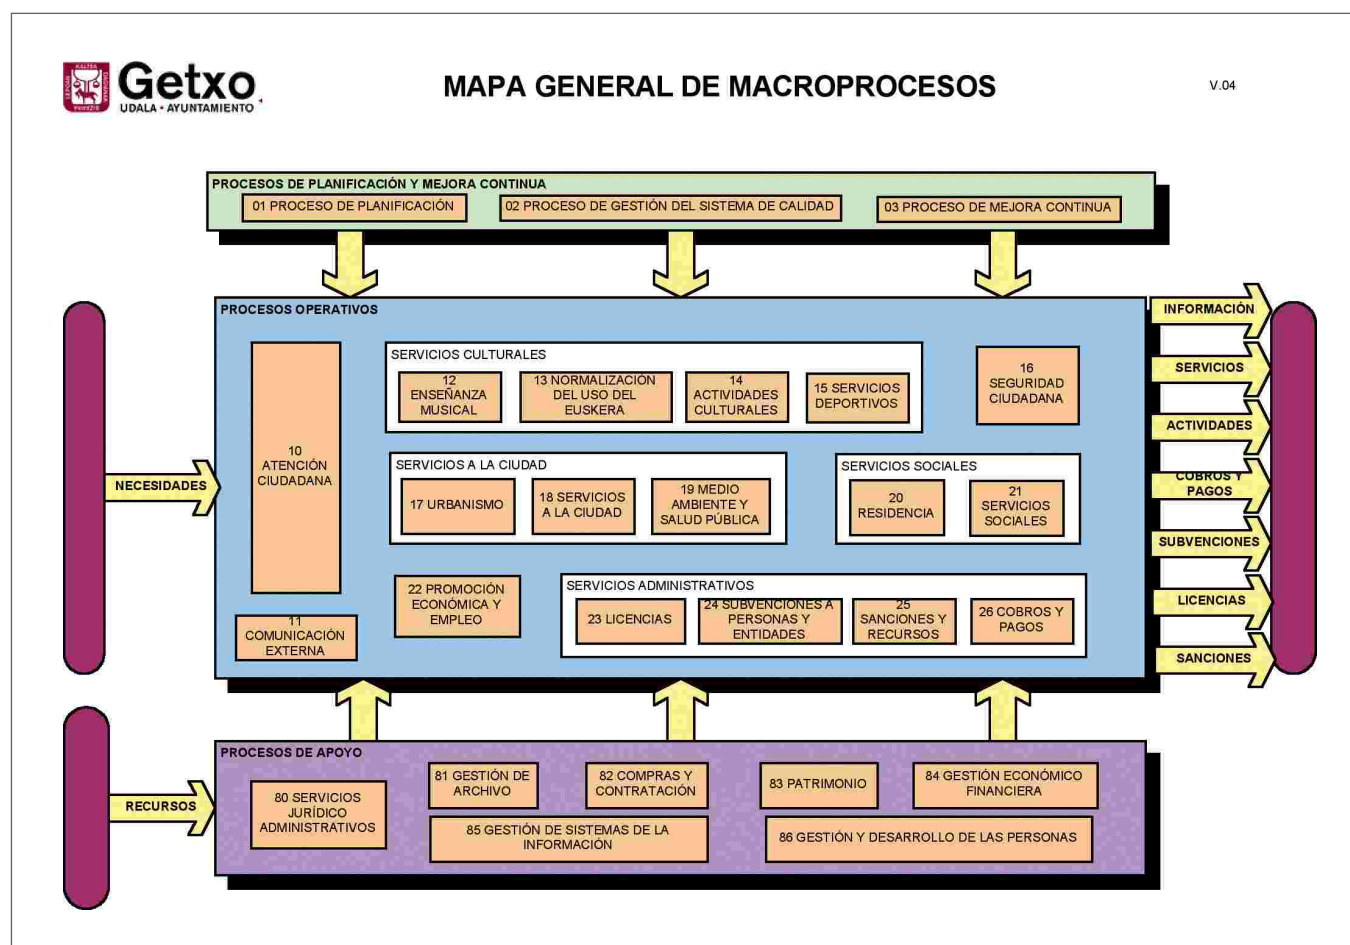 Getxo
UDALA • AYUNTAMIENTO
MAPA GENERAL DE MACROPROCESOS
V.04
PROCESOS DE PLANIFICACIÓN Y MEJORA CONTINUA
01 PROCESO DE PLANIFICACIÓN
02 PROCESO DE GESTIÓN DEL SISTEMA DE CALIDAD
03 PROCESO DE MEJORA CONTINUA
PROCESOS OPERATIVOS
NECESIDADES
10
ATENCIÓN
CIUDADANA
11
COMUNICACIÓN
EXTERNA
SERVICIOS CULTURALES
12
ENSEÑANZA
MUSICAL
13 NORMALIZACIÓN
DEL USO DEL
EUSKERA
14
ACTIVIDADES
CULTURALES
15 SERVICIOS
DEPORTIVOS
16
SEGURIDAD
CIUDADANA
SERVICIOS A LA CIUDAD
17 URBANISMO
18 SERVICIOS
A LA CIUDAD
19 MEDIO
AMBIENTE Y
SALUD PÚBLICA
SERVICIOS SOCIALES
20
RESIDENCIA
21
SERVICIOS
SOCIALES
22 PROMOCIÓN
ECONÓMICA Y
EMPLEO
SERVICIOS ADMINISTRATIVOS
23 LICENCIAS
24 SUBVENCIONES A
PERSONAS Y
ENTIDADES
25
SANCIONES Y
RECURSOS
26 COBROS Y
PAGOS
INFORMACIÓN
SERVICIOS
ACTIVIDADES
COBROS Y
PAGOS
SUBVENCIONES
LICENCIAS
SANCIONES
PROCESOS DE APOYO
RECURSOS
80 SERVICIOS
JURÍDICO
ADMINISTRATIVOS
81 GESTIÓN DE
ARCHIVO
82 COMPRAS Y
CONTRATACIÓN
83 PATRIMONIO
84 GESTIÓN ECONÓMICO
FINANCIERA
85 GESTIÓN DE SISTEMAS DE LA
INFORMACIÓN
86 GESTIÓN Y DESARROLLO DE LAS PERSONAS